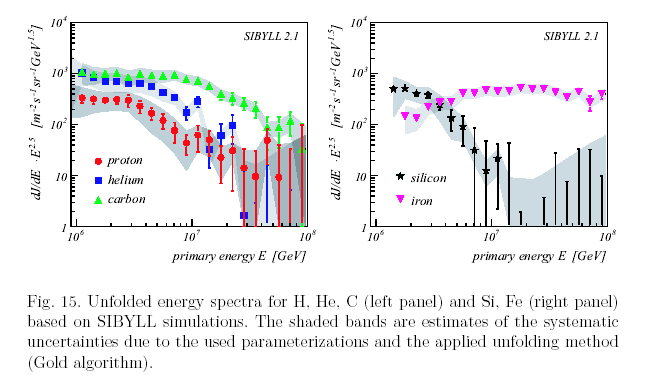 SIBYLL 2.1
dJ/dE · E^2.5 [m^-2 s^-1 sr^-1 GeV^1.5]
10^4
10^3
10^2
10
1
proton
helium
carbon
10^6
10^7
10^8
primary energy E [GeV]
SIBYLL 2.1
dJ/dE · E^2.5 [m^-2 s^-1 sr^-1 GeV^1.5]
10^4
10^3
10^2
10
1
silicon
iron
10^6
10^7
10^8
primary energy E [GeV]
Fig. 15. Unfolded energy spectra for H, He, C (left panel) and Si, Fe (right panel)
based on SIBYLL simulations. The shaded bands are estimates of the systematic
uncertainties due to the used parameterizations and the applied unfolding method
(Gold algorithm).